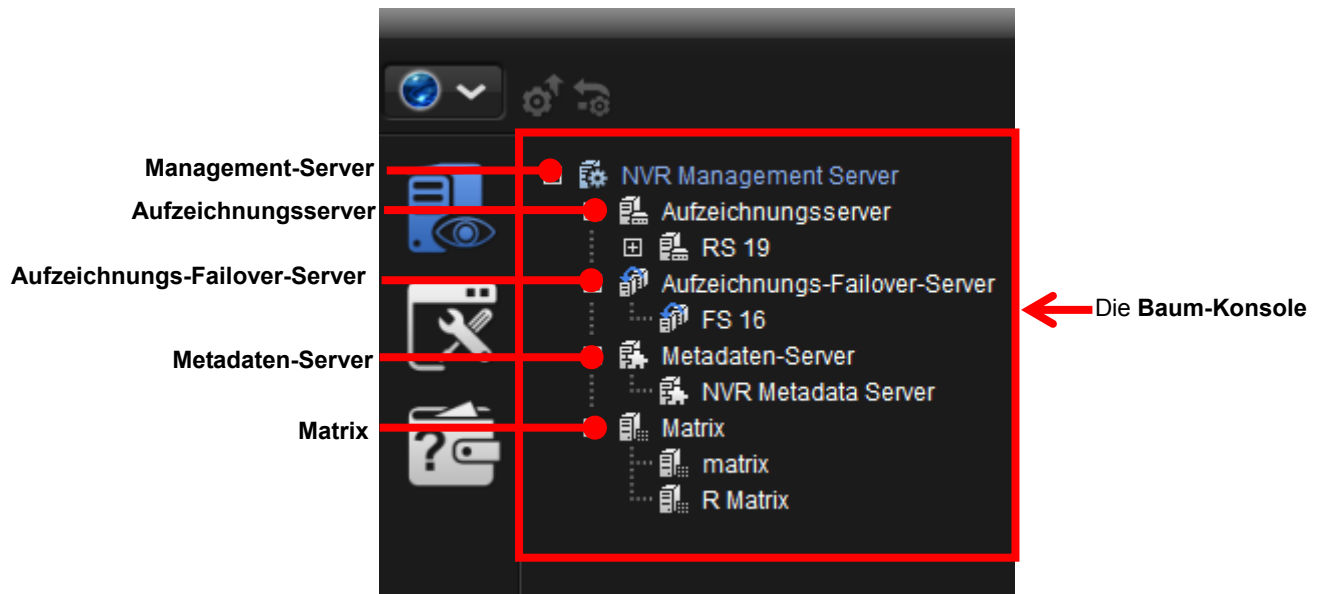 Management-Server
NVR Management Server
Aufzeichnungsserver
Aufzeichnungsserver
RS 19
Aufzeichnungs-Failover-Server
Aufzeichnungs-Failover-Server
Die Baum-Konsole
FS 16
Metadaten-Server
Metadaten-Server
NVR Metadata Server
Matrix
Matrix
matrix
R Matrix